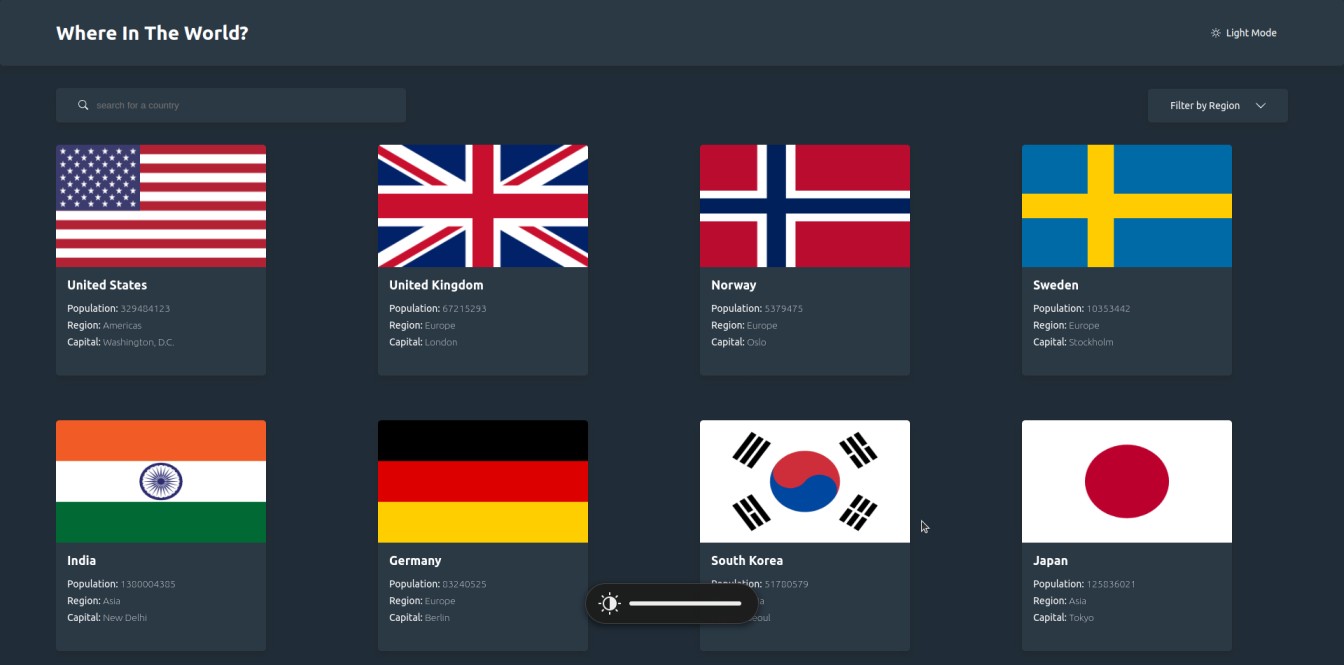 Where In The World?
Light Mode
search for a country
Filter by Region
United States
Population: 329484123
Region: Americas
Capital: Washington, D.C.
United Kingdom
Population: 67215293
Region: Europe
Capital: London
Norway
Population: 5379475
Region: Europe
Capital: Oslo
Sweden
Population: 10353442
Region: Europe
Capital: Stockholm
India
Population: 1380004385
Region: Asia
Capital: New Delhi
Germany
Population: 83240525
Region: Europe
Capital: Berlin
South Korea
Population: 51780579
Japan
Population: 125836021
Region: Asia
Capital: Tokyo